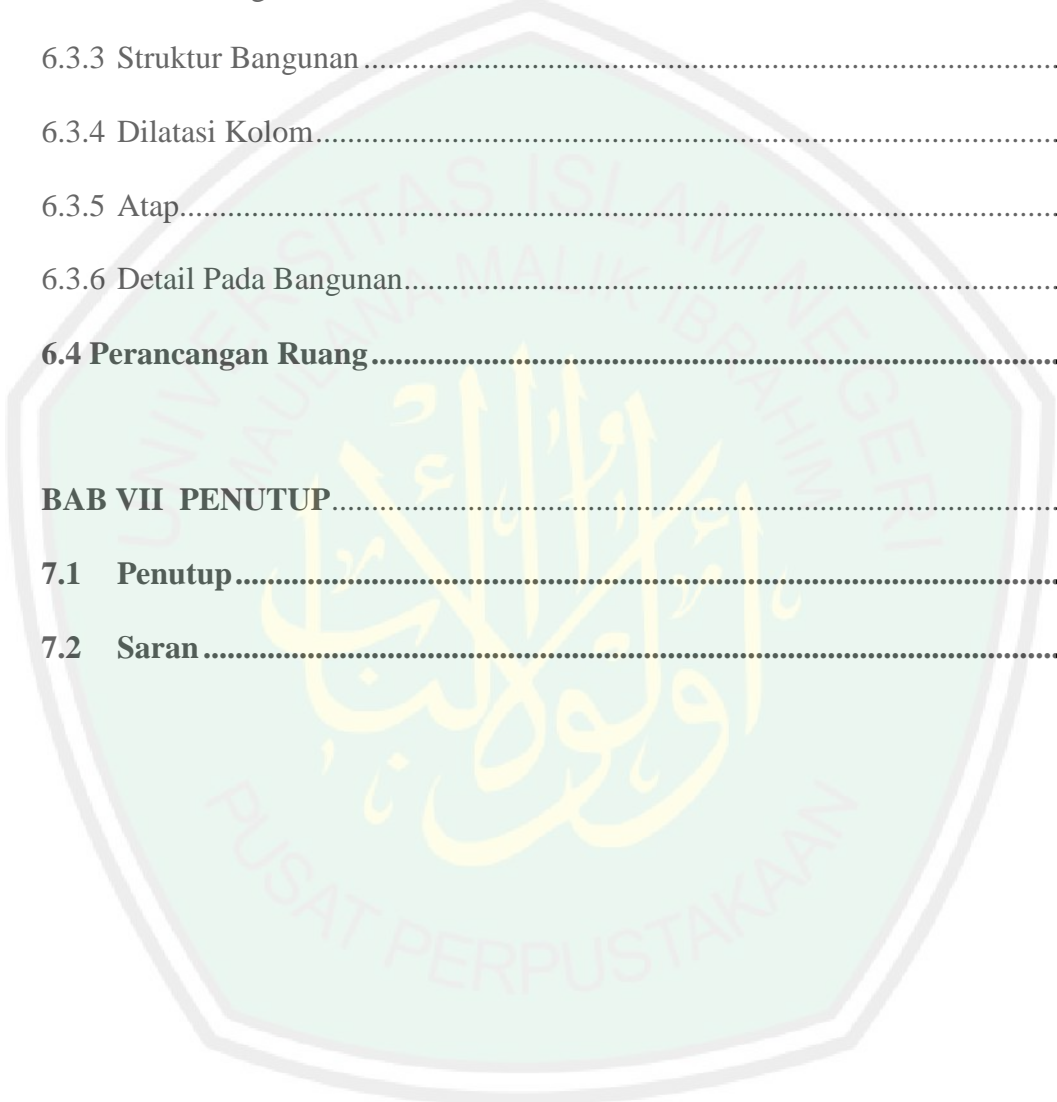 6.3.3 Struktur Bangunan ........................................................................................
6.3.4 Dilatasi Kolom..............................................................................................
6.3.5 Atap................................................................................................................
6.3.6 Detail Pada Bangunan...................................................................................
6.4 Perancangan Ruang.......................................................................................
BAB VII PENUTUP............................................................................................
7.1 Penutup.........................................................................................................
7.2 Saran .............................................................................................................
UNIVERSITAS ISLAM NEGERI
MAULANA MALIK IBRAHIM
أولو الألباب
PUSAT PERPUSTAKAAN